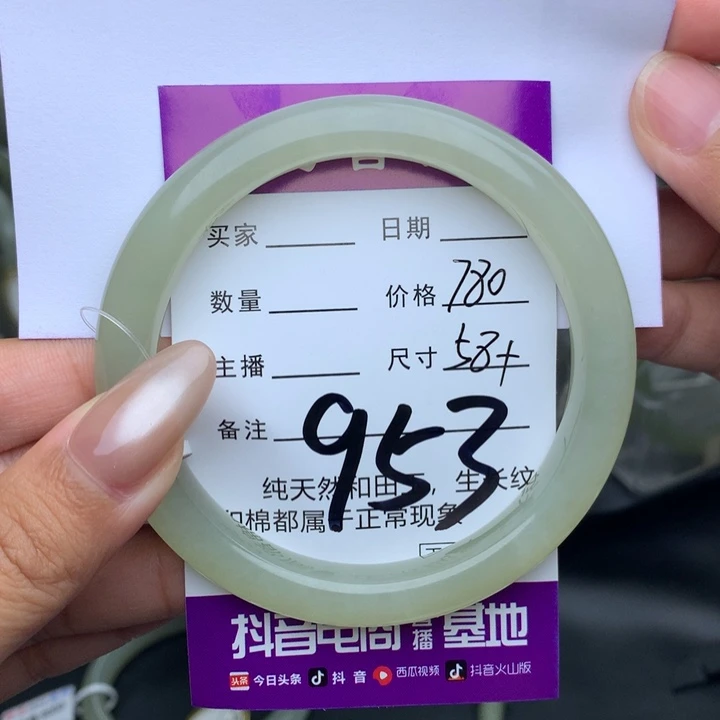 音
买家 日期
数量 价格 780
主播 尺寸 58+
备注 953
纯天然和田玉，生长纹
和棉都属于正常现象
抖音电商直播基地
头条 今日头条 抖音 西瓜视频 抖音火山版